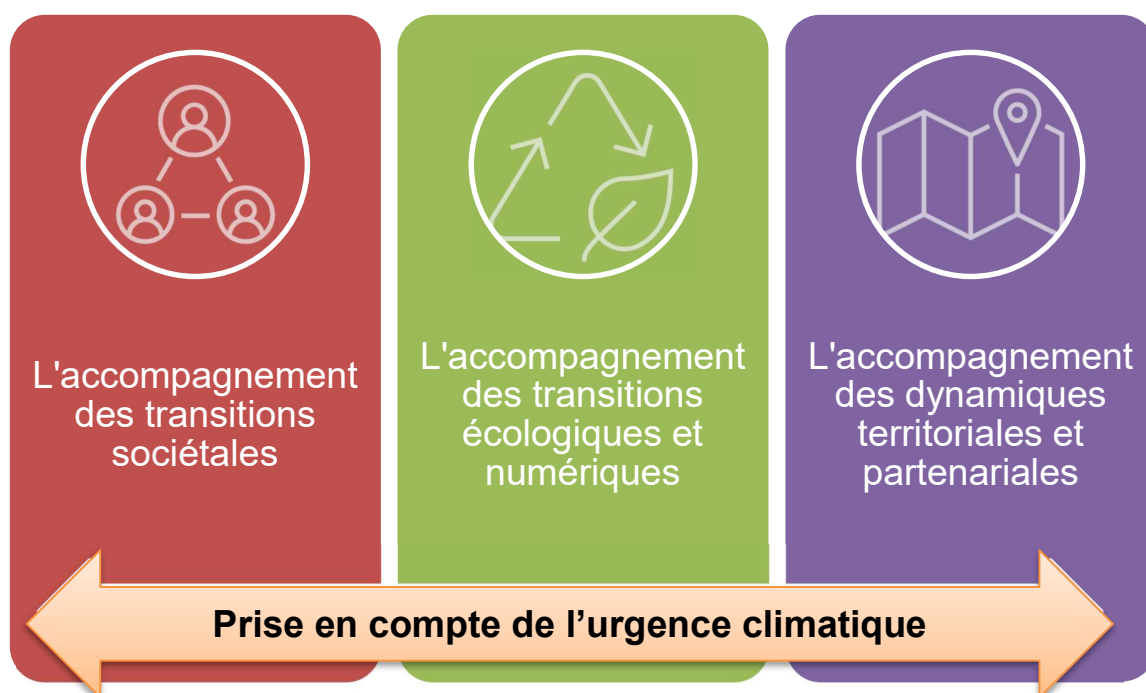 L'accompagnement
des transitions
sociétales
L'accompagnement
des transitions
écologiques et
numériques
L'accompagnement
des dynamiques
territoriales et
partenariales
Prise en compte de l’urgence climatique